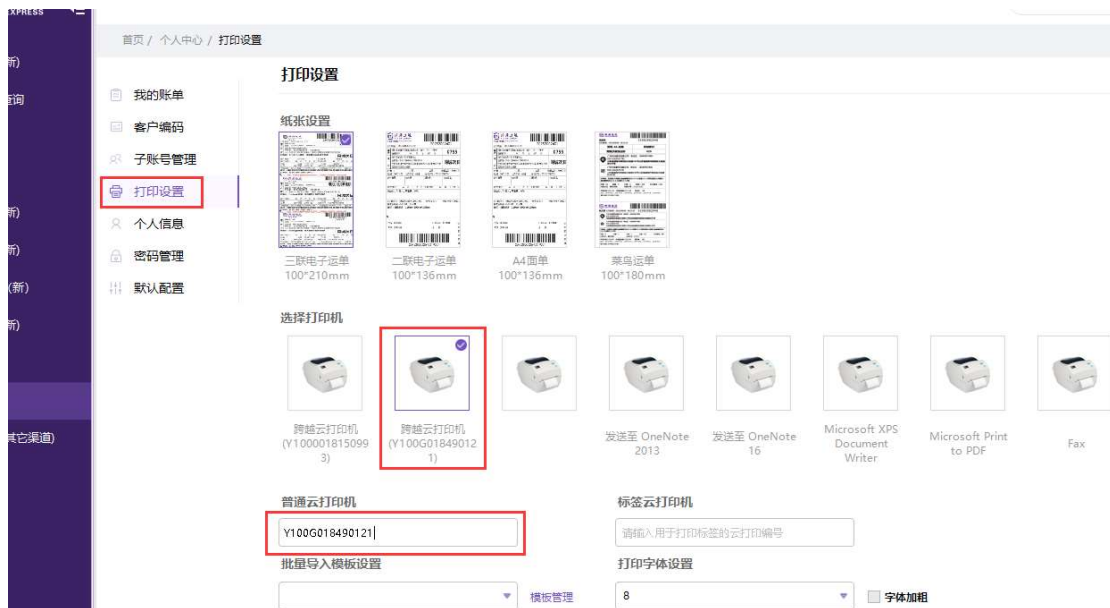 EXPRESS
首页 / 个人中心 / 打印设置
新)
查询
新)
新)
(新)
新)
其它渠道)
我的账单
客户编码
子账号管理
打印设置
个人信息
密码管理
默认配置
打印设置
纸张设置
三联电子运单
100*210mm
二联电子运单
100*136mm
A4面单
100*136mm
菜鸟运单
100*180mm
选择打印机
跨越云打印机
(Y100001815099
3)
跨越云打印机
(Y100G01849012
1)
发送至 OneNote
2013
发送至 OneNote
16
Microsoft XPS
Document
Writer
Microsoft Print
to PDF
Fax
普通云打印机
标签云打印机
Y100G018490121
请输入用于打印标签的云打印编号
批量导入模板设置
打印字体设置
模板管理
8
字体加粗